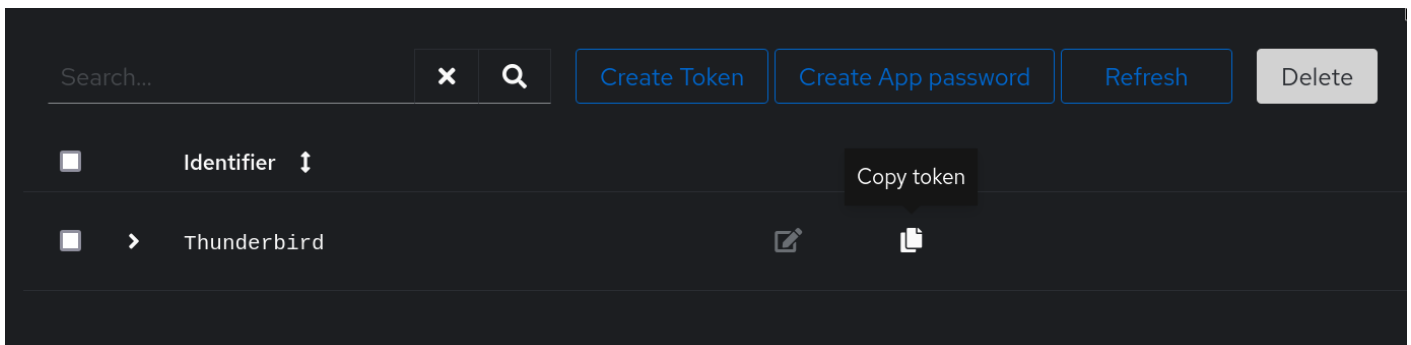 Search... Create Token Create App password Refresh Delete
Identifier
Copy token
Thunderbird